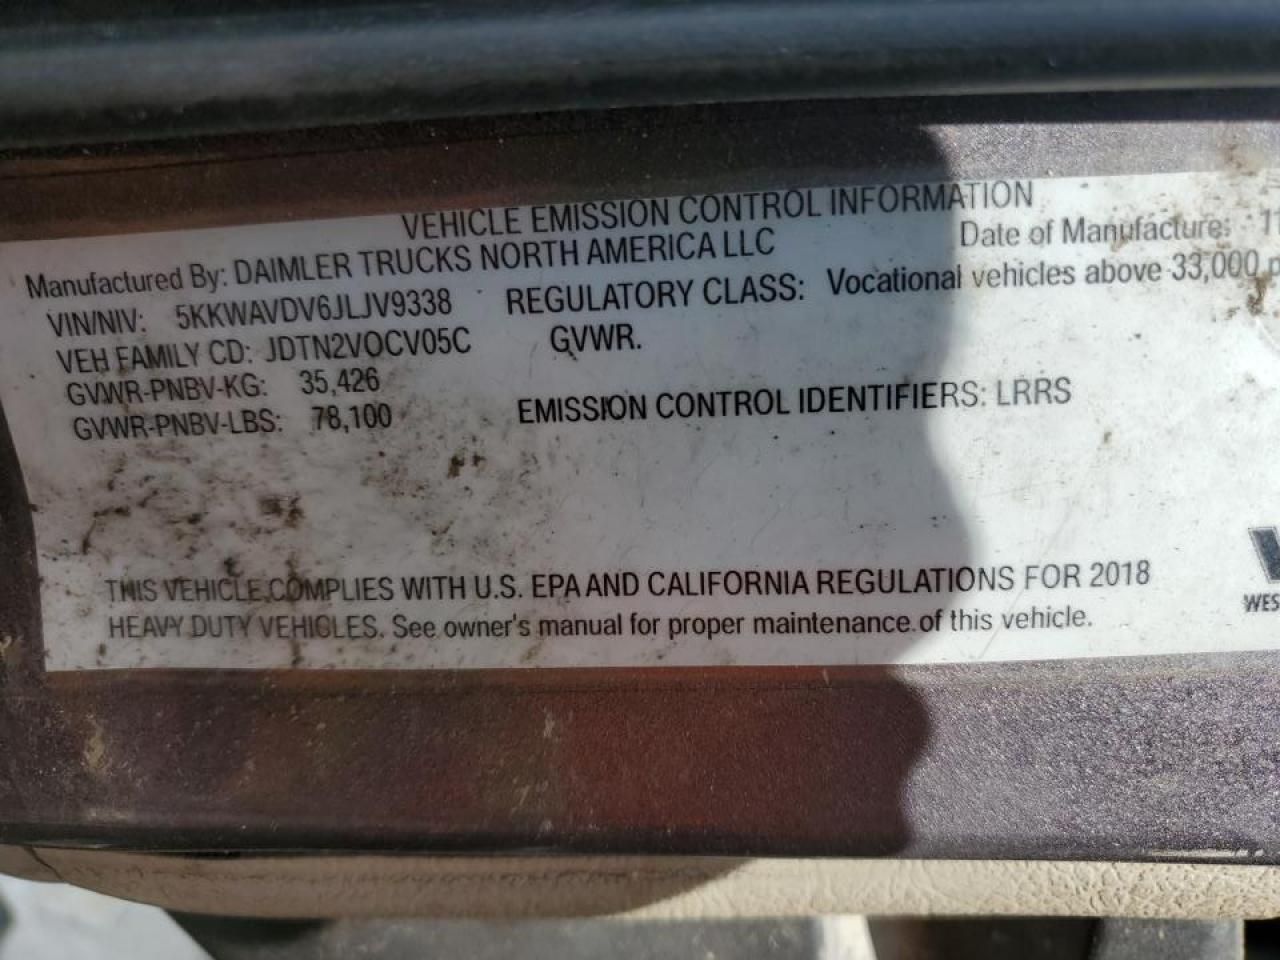 VEHICLE EMISSION CONTROL INFORMATION
Manufactured By: DAIMLER TRUCKS NORTH AMERICA LLC
Date of Manufacture:
VIN/NIV: 5KKWAVDV6JLJV9338
REGULATORY CLASS: Vocational vehicles above 33,000
GVWR.
VEH FAMILY CD: JDTN2VOCV05C
GVWR-PNBV-KG: 35,426
GVWR-PNBV-LBS: 78,100
EMISSION CONTROL IDENTIFIERS: LRRS
THIS VEHICLE COMPLIES WITH U.S. EPA AND CALIFORNIA REGULATIONS FOR 2018
HEAVY DUTY VEHICLES. See owner's manual for proper maintenance of this vehicle.
WES